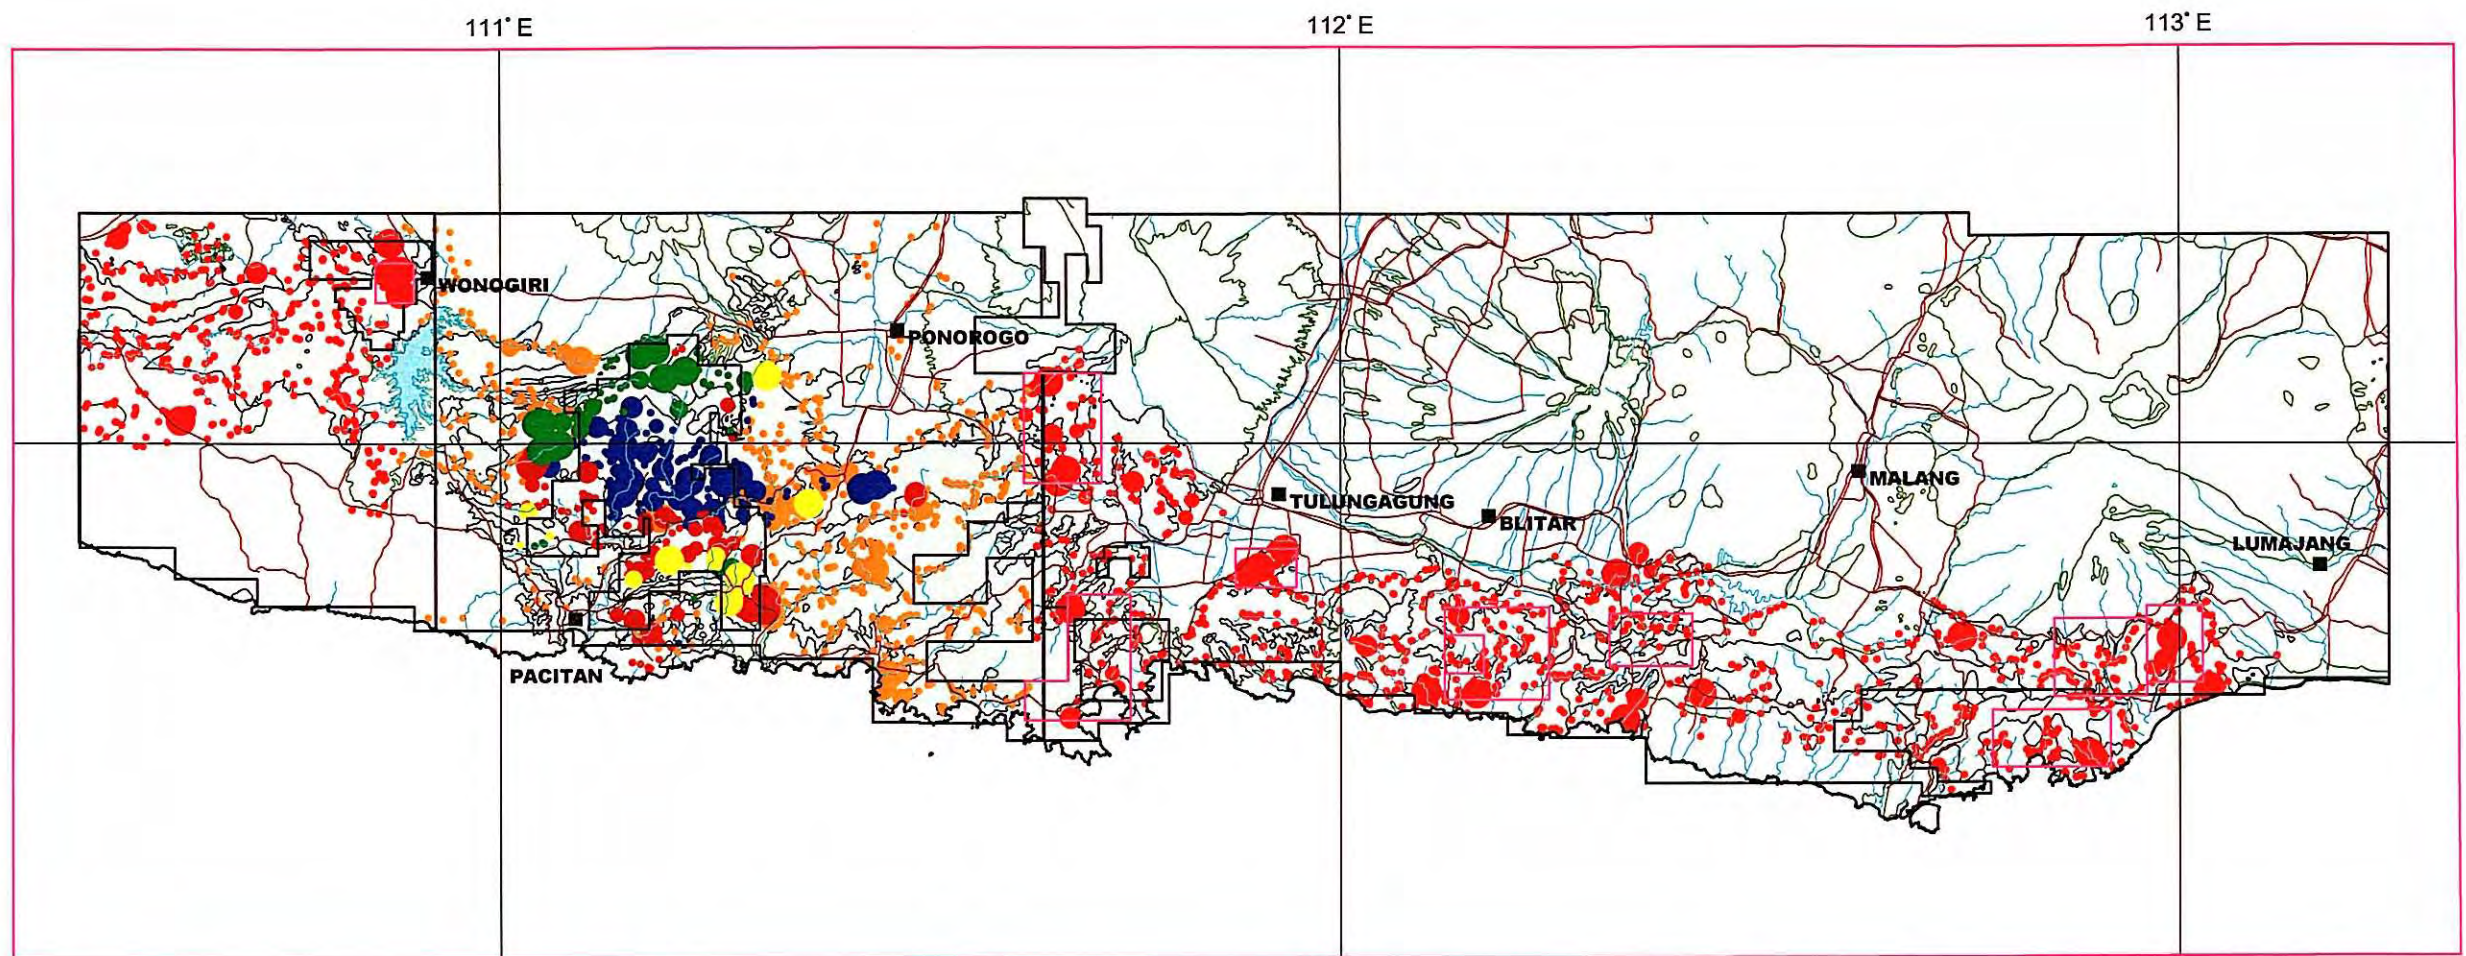 111° E
112° E
113° E
WONOGIRI
PONOROGO
MALANG
TULUNGAGUNG
BLITAR
LUMAJANG
PACITAN